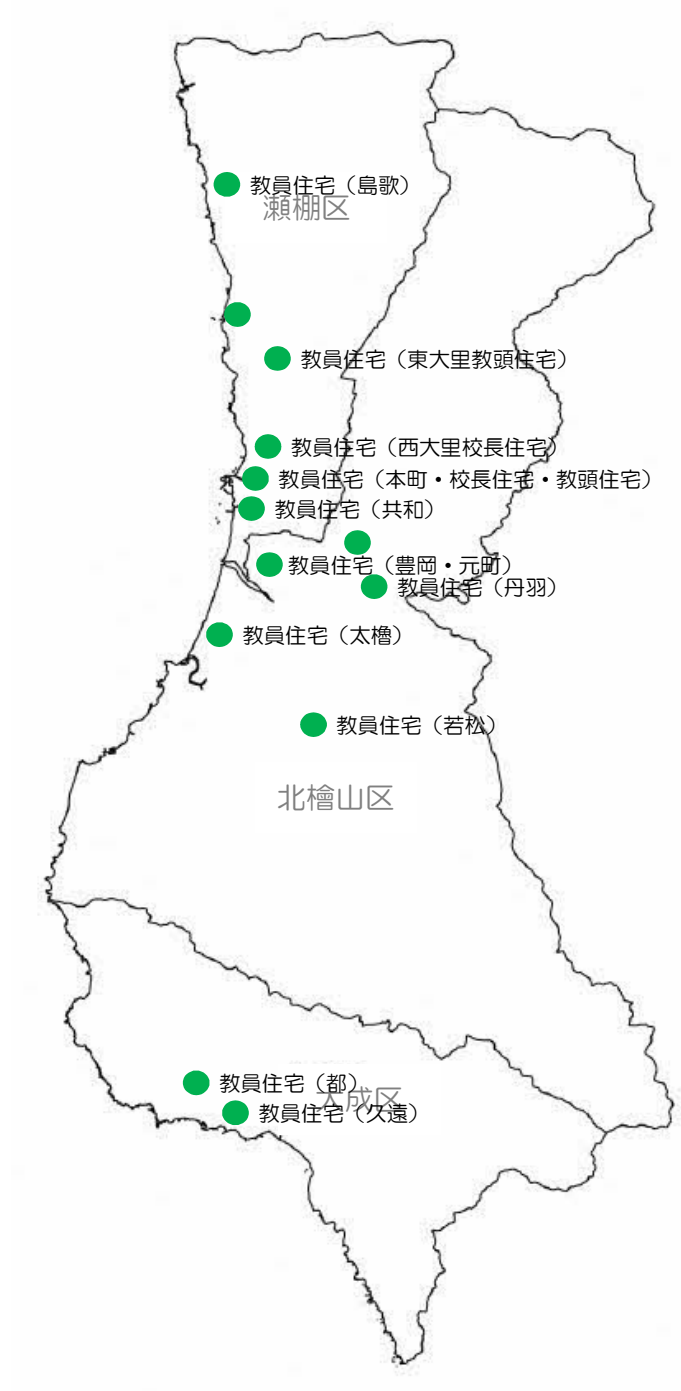 教員住宅（島歌）
瀬棚区
教員住宅（東大里教頭住宅）
教員住宅（西大里校長住宅）
教員住宅（本町・校長住宅・教頭住宅）
教員住宅（共和）
教員住宅（豊岡・元町）
教員住宅（丹羽）
教員住宅（太櫓）
教員住宅（若松）
北檜山区
教員住宅（都）
大成区
教員住宅（久遠）